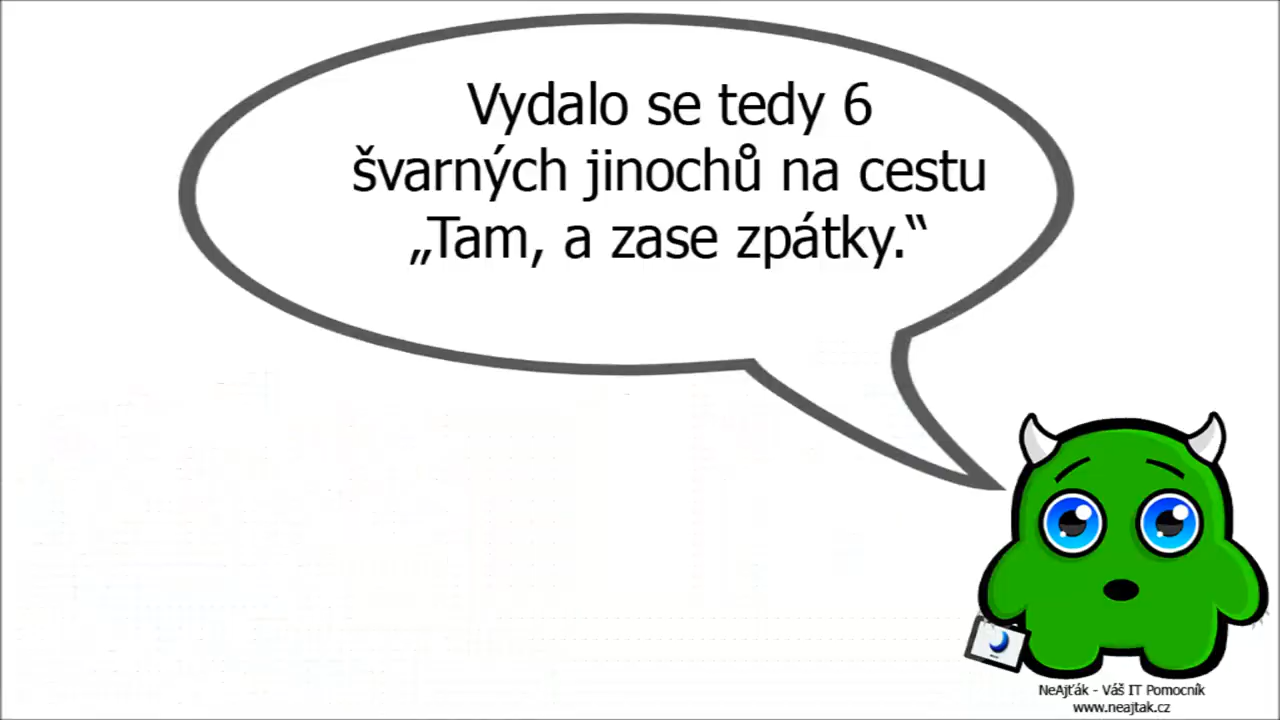 Vydalo se tedy 6
švarných jinochů na cestu
„Tam, a zase zpátky.“
NeAjťák - Váš IT Pomocník
www.neajtak.cz